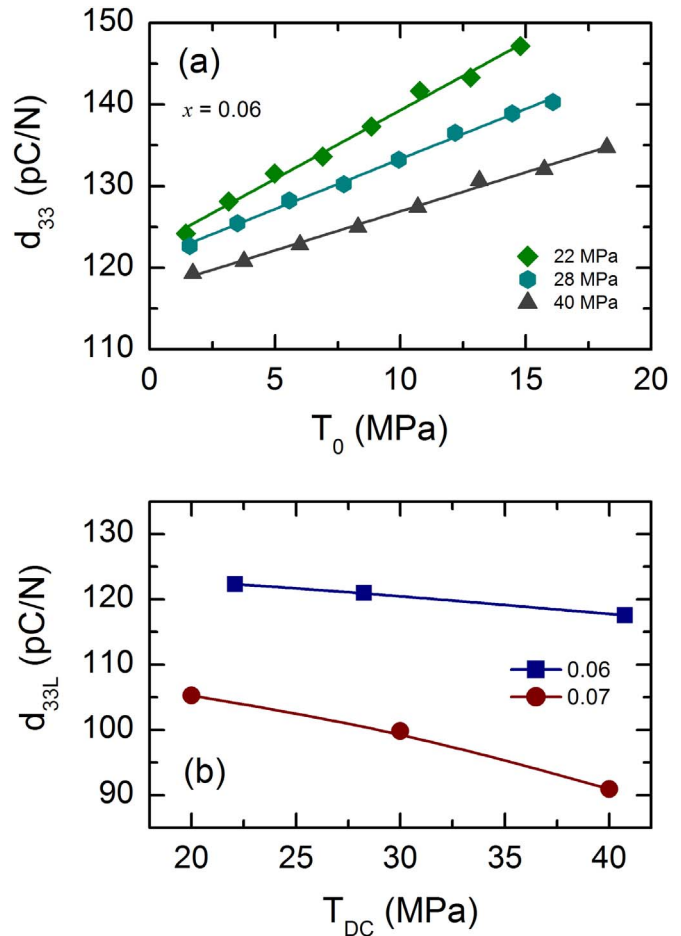 150
(a)
140
x = 0.06
130
d33 (pC/N)
120
22 MPa
28 MPa
40 MPa
110
0 5 10 15 20
T0 (MPa)
130
120
d33L (pC/N)
110
0.06
0.07
100
(b)
90
20 25 30 35 40
TDC (MPa)